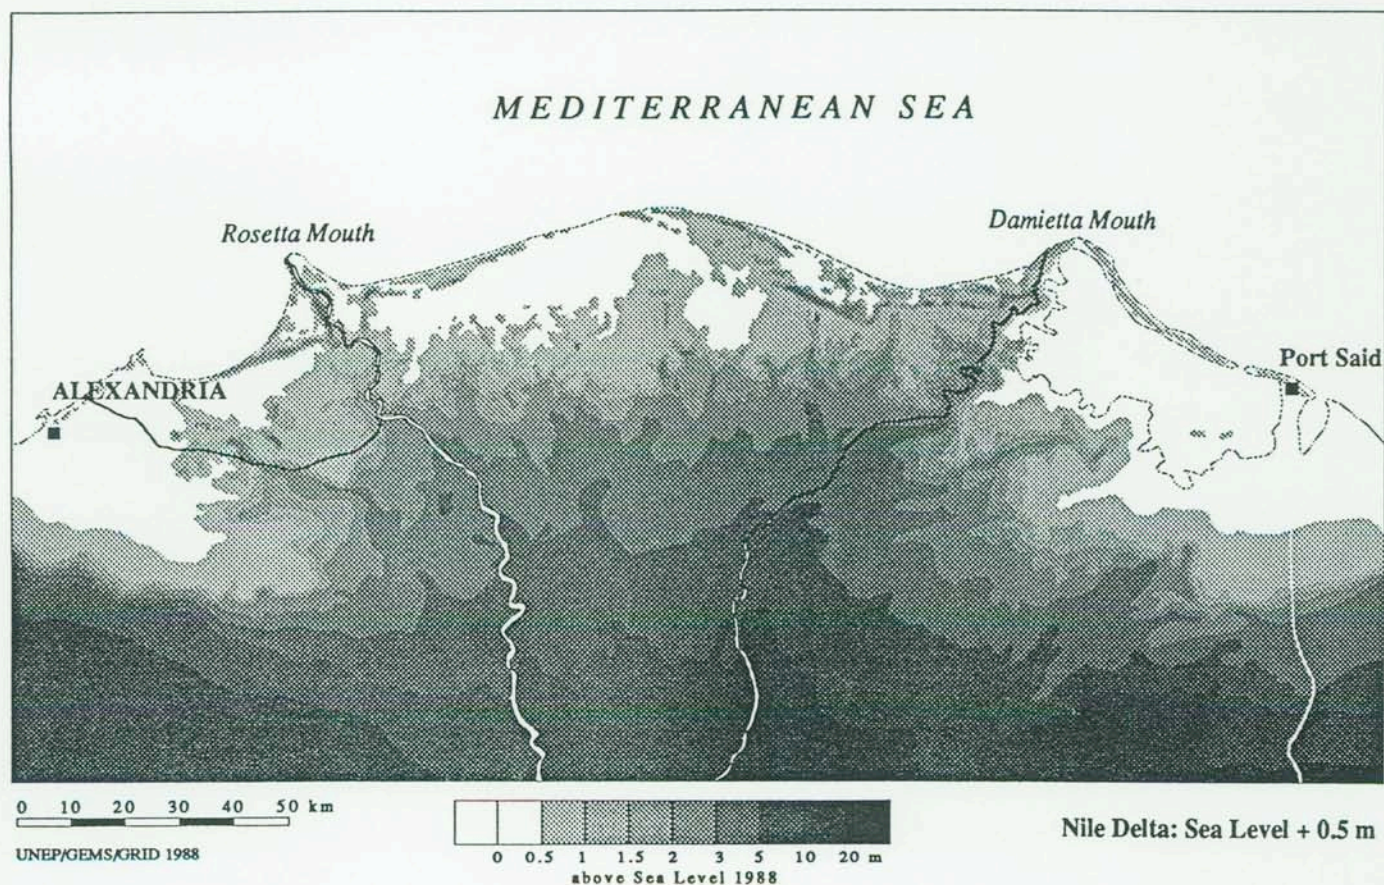 MEDITERRANEAN SEA
Rosetta Mouth
Damietta Mouth
ALEXANDRIA
Port Said
0 10 20 30 40 50 km
UNEP/GEMS/GRID 1988
0 0.5 1 1.5 2 3 5 10 20 m
above Sea Level 1988
Nile Delta: Sea Level + 0.5 m